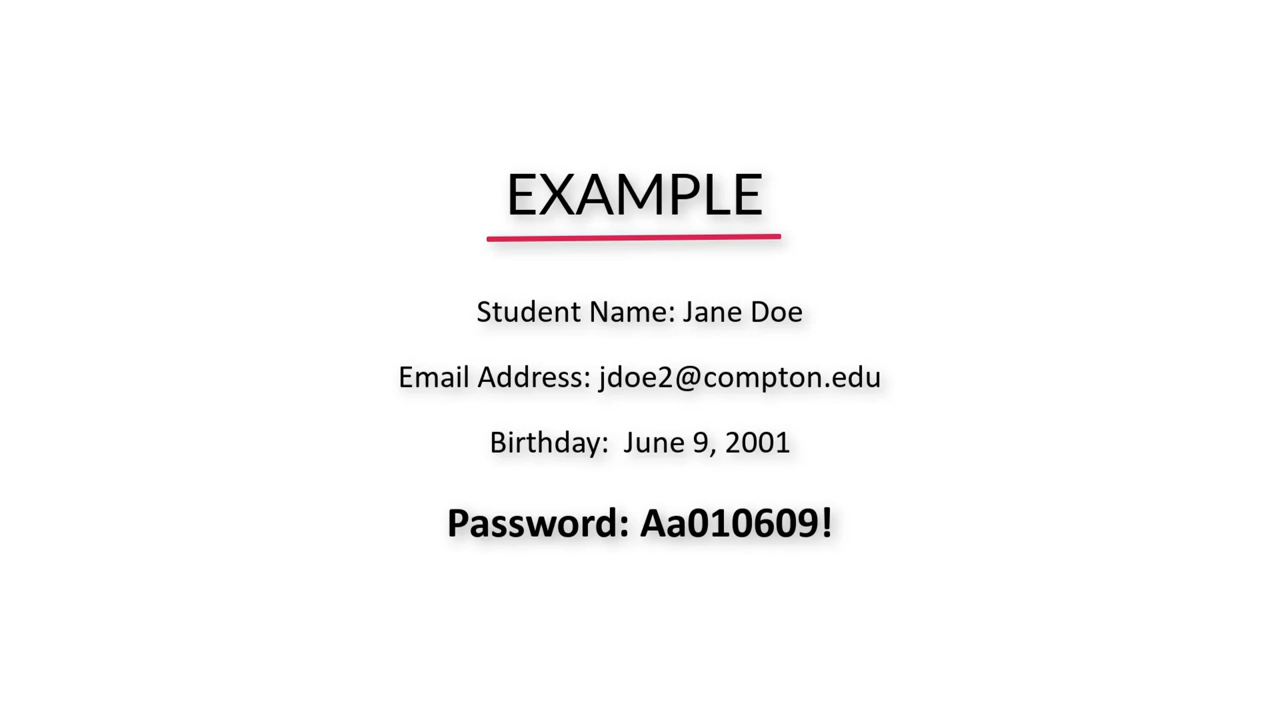 EXAMPLE
Student Name: Jane Doe
Email Address: jdoe2@compton.edu
Birthday:  June 9, 2001
Password: Aa010609!